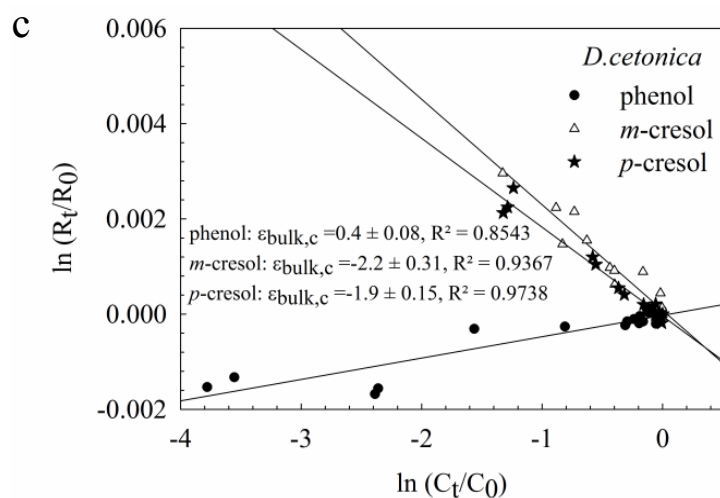 c
0.006
0.004
0.002
0.000
-0.002
ln (Rt/R0)
D.cetonica
phenol
m-cresol
p-cresol
phenol: εbulk,c =0.4 ± 0.08, R² = 0.8543
m-cresol: εbulk,c =-2.2 ± 0.31, R² = 0.9367
p-cresol: εbulk,c =-1.9 ± 0.15, R² = 0.9738
-4 -3 -2 -1 0
ln (Ct/C0)